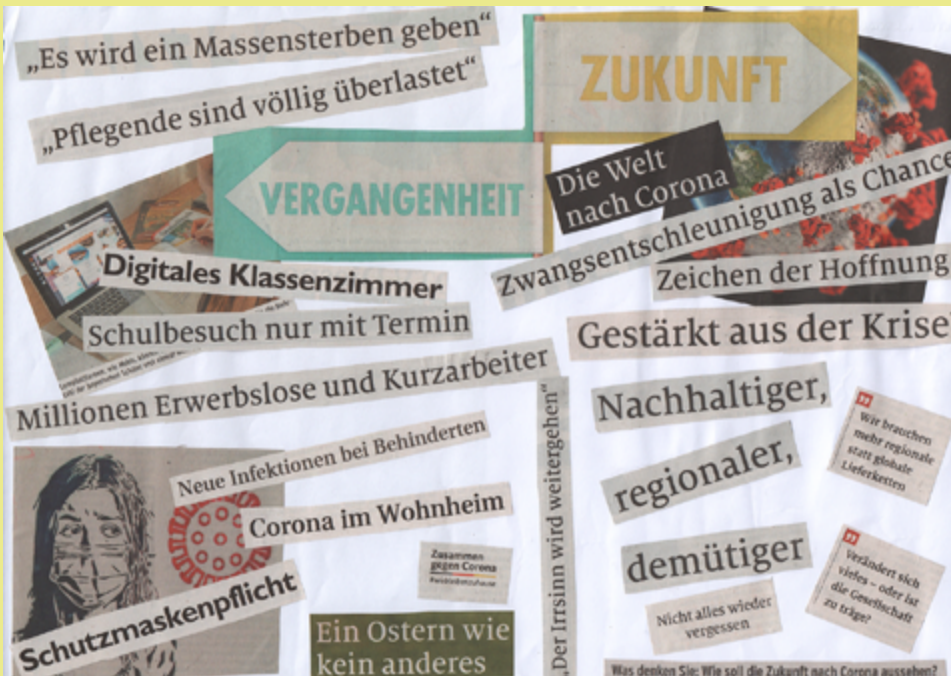 „Es wird ein Massensterben geben“
„Pflegende sind völlig überlastet“
ZUKUNFT
VERGANGENHEIT
Die Welt
nach Corona
Zwangsentschleunigung als Chance
Zeichen der Hoffnung
Digitales Klassenzimmer
Schulbesuch nur mit Termin
Gestärkt aus der Krise
Millionen Erwerbslose und Kurzarbeiter
„Der Irrsinn wird weitergehen“
Nachhaltiger,
regionaler,
demütiger
Wir brauchen
mehr regionale
statt globale
Lieferketten
Neue Infektionen bei Behinderten
Corona im Wohnheim
Zusammen
gegen Corona
Verändert sich
vieles – oder ist
die Gesellschaft
zu träge?
Schutzmaskenpflicht
Nicht alles wieder
vergessen
Ein Ostern wie
kein anderes
Was denken Sie: Wie soll die Zukunft nach Corona aussehen?